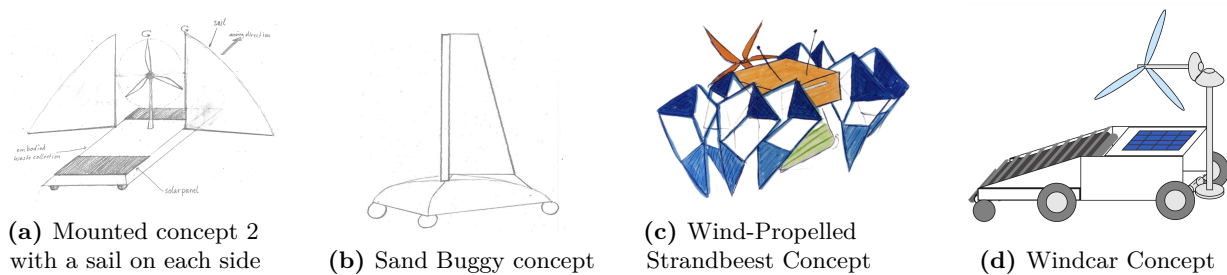 sail
moving direction
embodied
waste collection
solar panel
(a) Mounted concept 2
with a sail on each side
(b) Sand Buggy concept
(c) Wind-Propelled
Strandbeest Concept
(d) Windcar Concept